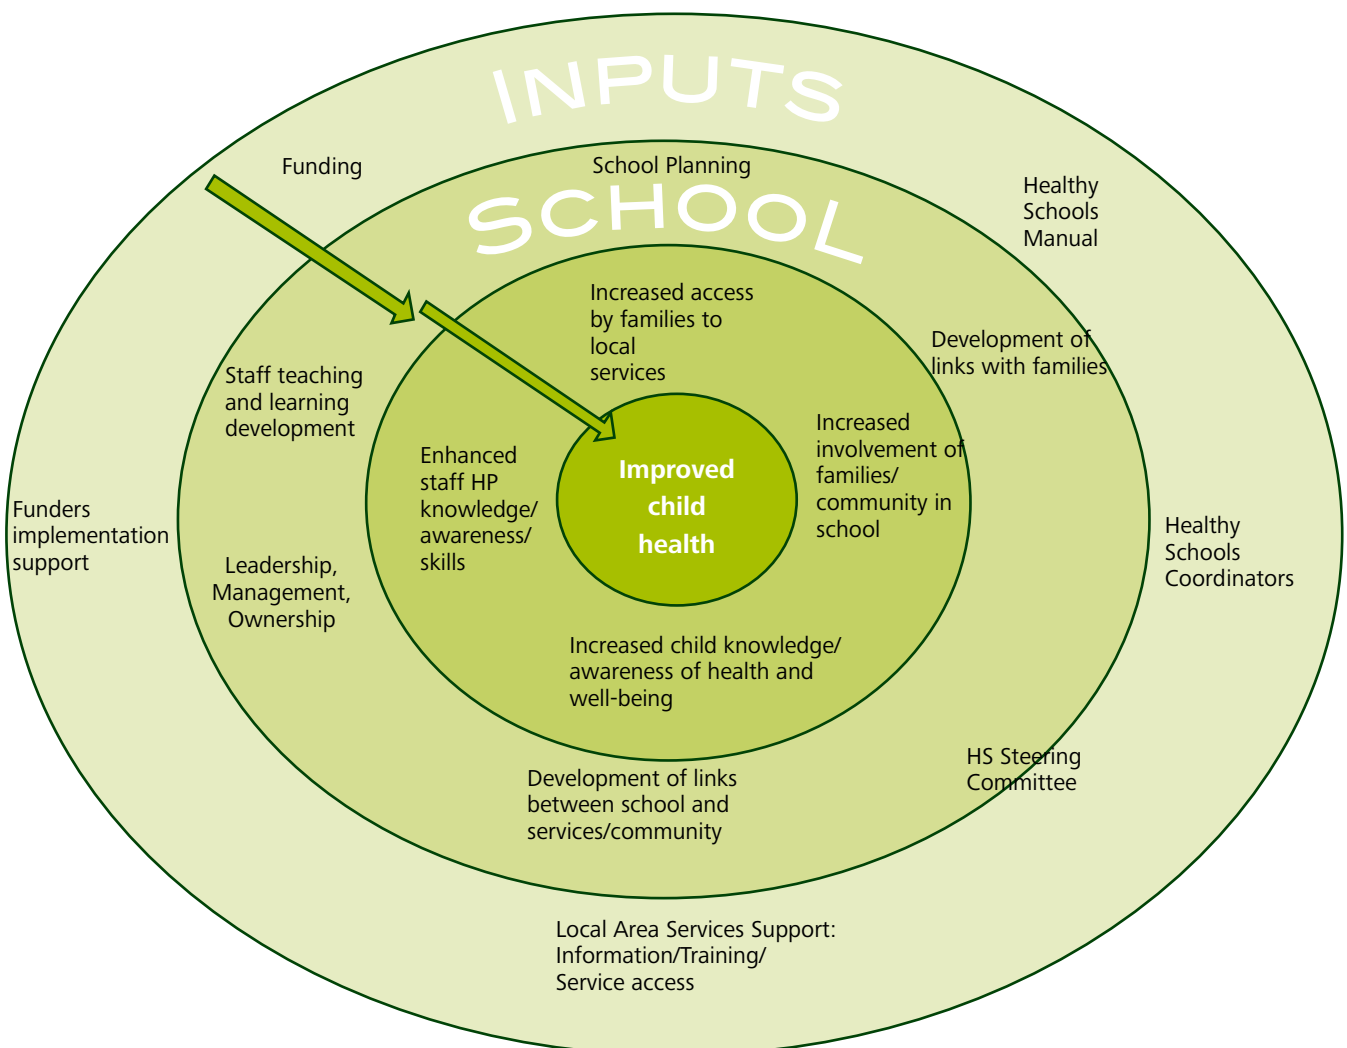 INPUTS
Funding
School Planning
Healthy
Schools
Manual
SCHOOL
Increased access
by families to
local
services
Development of
links with families
Staff teaching
and learning
development
Increased
involvement of
families/
community in
school
Enhanced
staff HP
knowledge/
awareness/
skills
Improved
child
health
Funders
implementation
support
Healthy
Schools
Coordinators
Leadership,
Management,
Ownership
Increased child knowledge/
awareness of health and
well-being
HS Steering
Committee
Development of links
between school and
services/community
Local Area Services Support:
Information/Training/
Service access